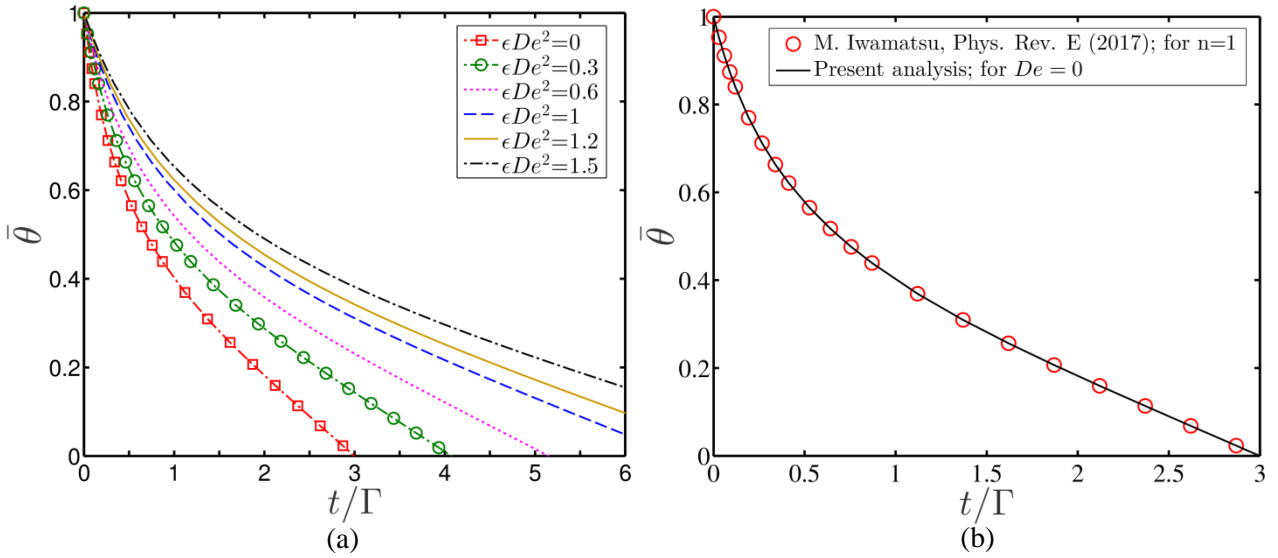 1
0.8
0.6
0.4
0.2
0
θ̄
0 1 2 3 4 5 6
t/Γ
ϵDe²=0
ϵDe²=0.3
ϵDe²=0.6
ϵDe²=1
ϵDe²=1.2
ϵDe²=1.5
(a)
1
0.8
0.6
0.4
0.2
0
θ̄
0 0.5 1 1.5 2 2.5 3
t/Γ
M. Iwamatsu, Phys. Rev. E (2017); for n=1
Present analysis; for De = 0
(b)